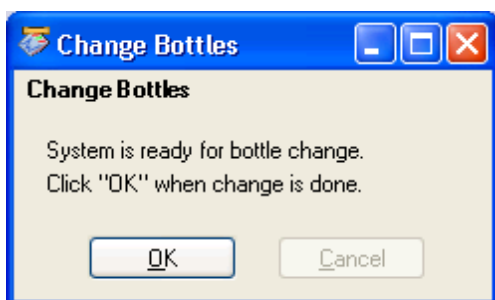 Change Bottles
Change Bottles
System is ready for bottle change.
Click "OK" when change is done.
OK Cancel